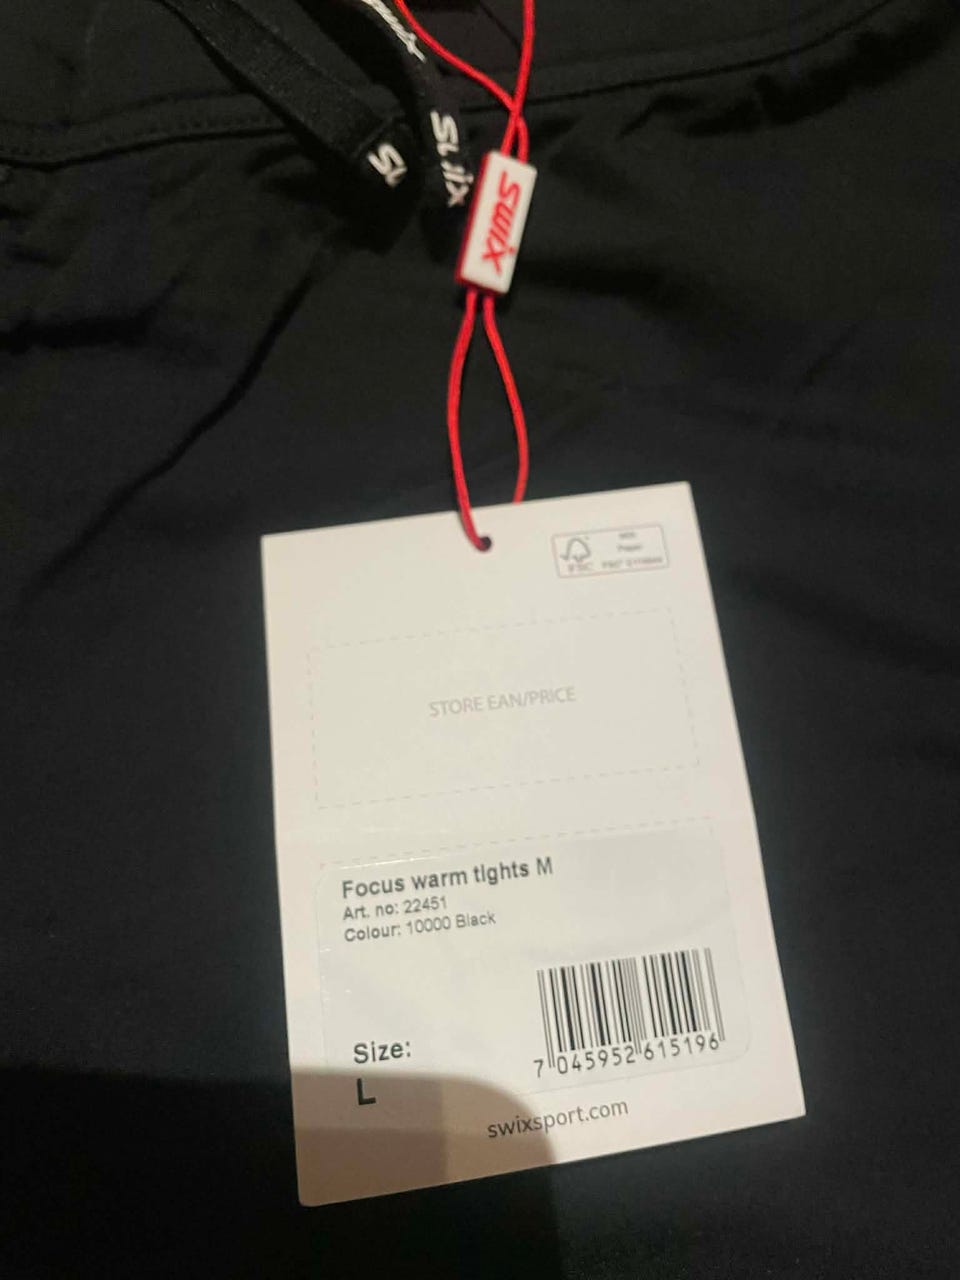 Swix
SWIX
FSC
STORE EAN/PRICE
Focus warm tights M
Art. no: 22451
Colour: 10000 Black
Size:
L
7 045952 615196
swixsport.com